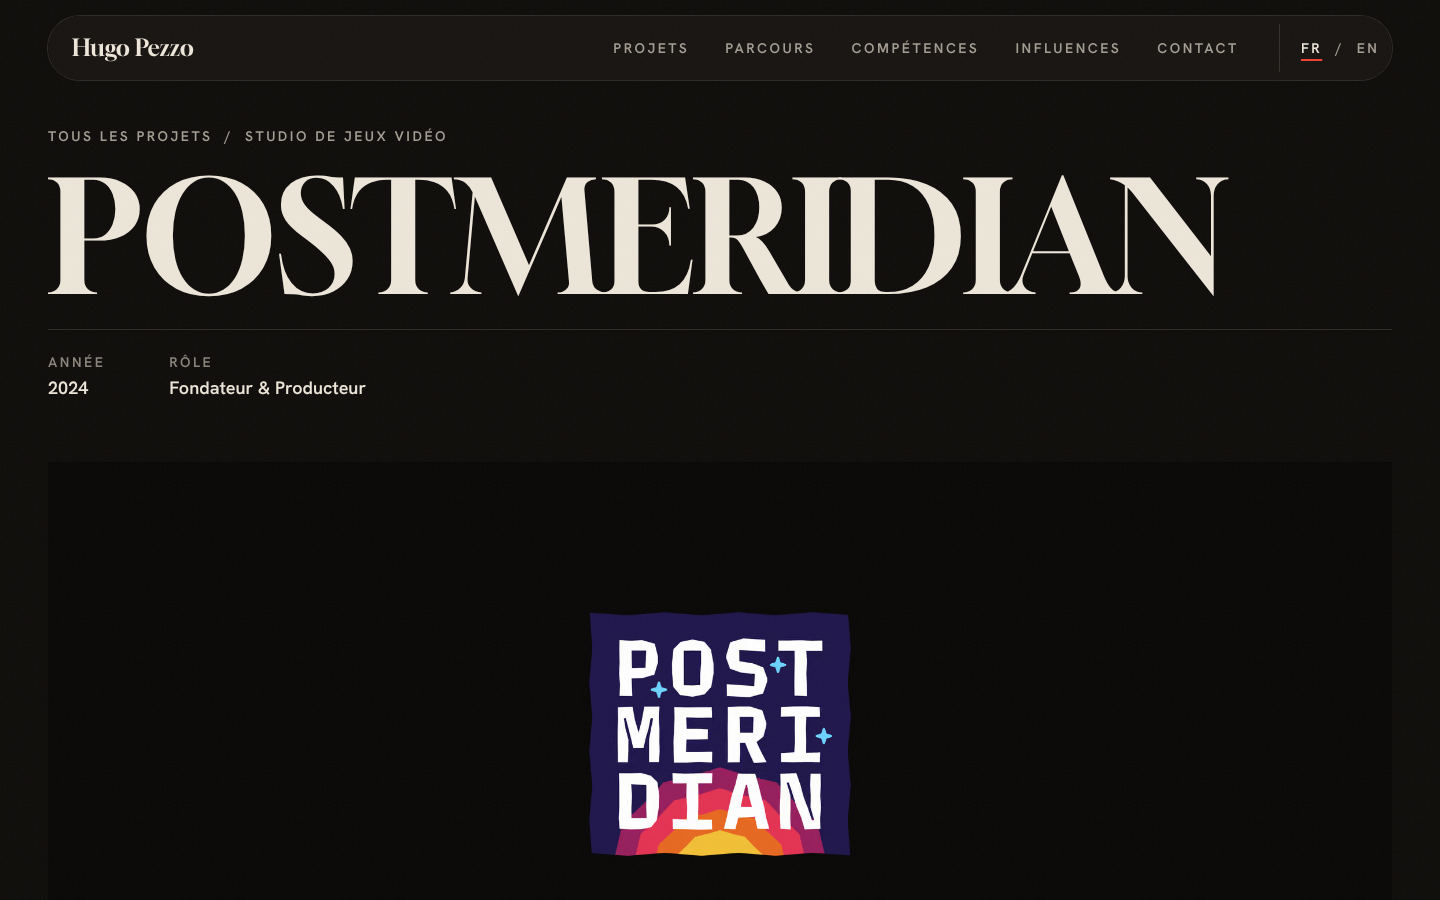 Hugo Pezzo
PROJETS PARCOURS COMPÉTENCES INFLUENCES CONTACT FR / EN
TOUS LES PROJETS / STUDIO DE JEUX VIDÉO
POSTMERIDIAN
ANNÉE RÔLE
2024 Fondateur & Producteur
POST
MERI
DIAN